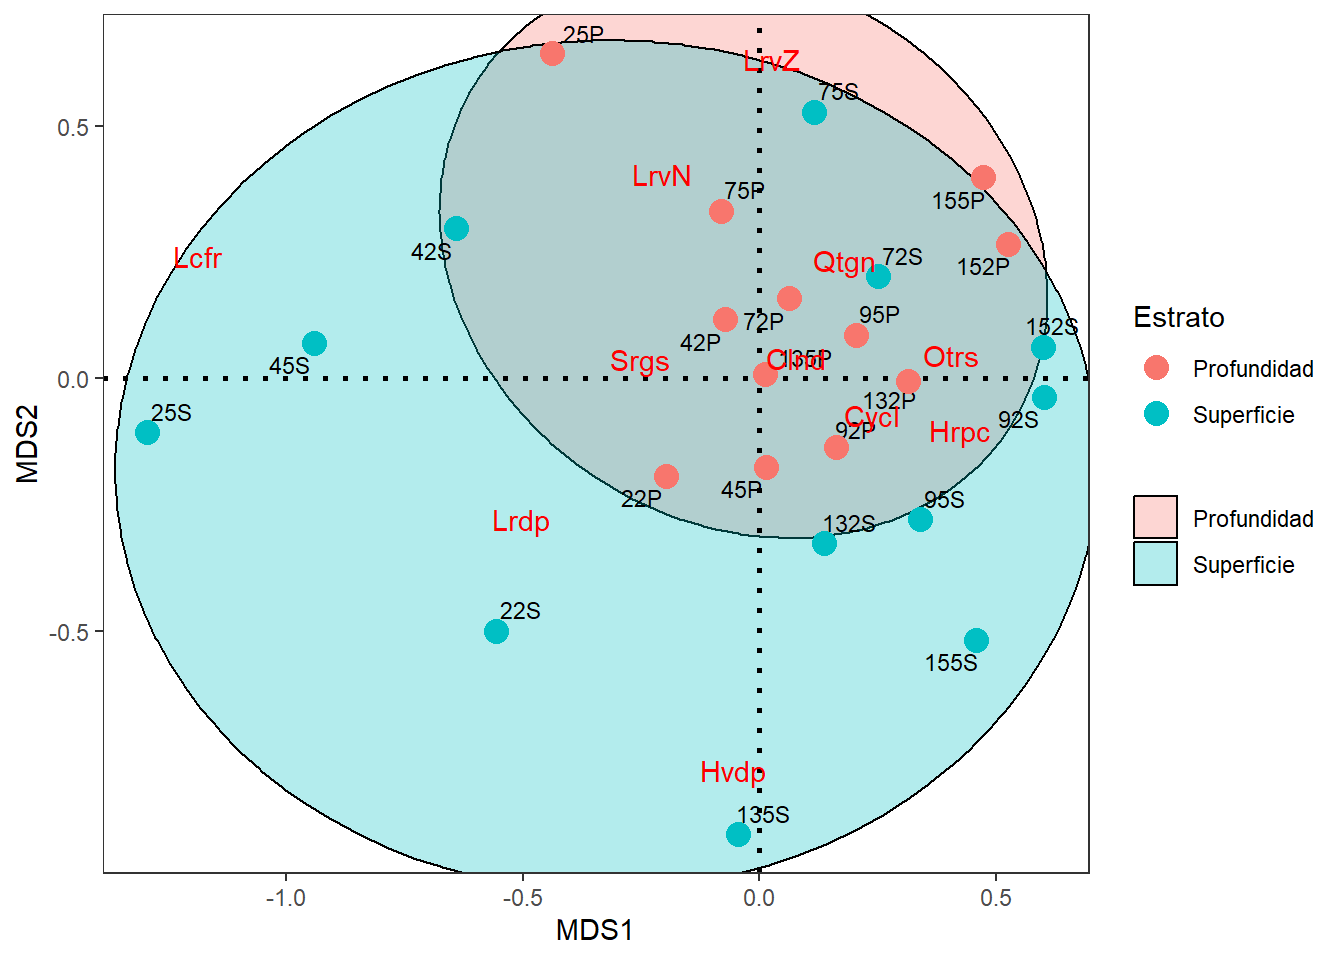 25P
LrvZ
75S
0.5
LrvN
75P
155P
42S
Lcfr
Qtgn
72S
152P
72P
95P
152S
42P
Srgs
135P
Clnd
Otrs
45S
0.0
132P
25S
Cycl
92S
92P
Hrpc
MDS2
22P
45P
95S
Lrdp
132S
22S
-0.5
155S
Hvdp
135S
-1.0
-0.5
0.0
0.5
MDS1
Estrato
Profundidad
Superficie
Profundidad
Superficie